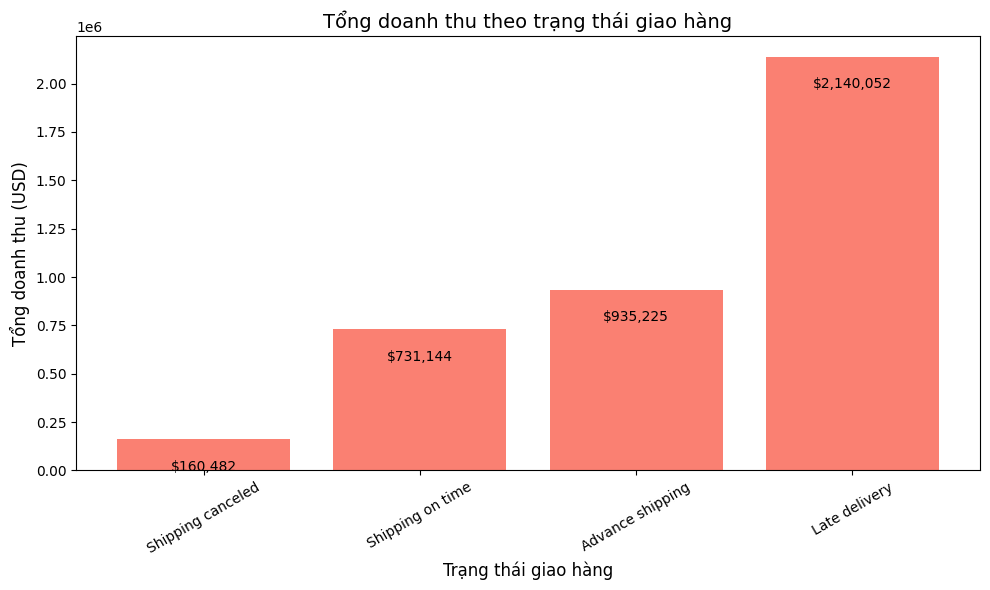 Tổng doanh thu theo trạng thái giao hàng
1e6
Tổng doanh thu (USD)
2.00
1.75
1.50
1.25
1.00
0.75
0.50
0.25
0.00
$160,482
$731,144
$935,225
$2,140,052
Shipping canceled
Shipping on time
Advance shipping
Late delivery
Trạng thái giao hàng